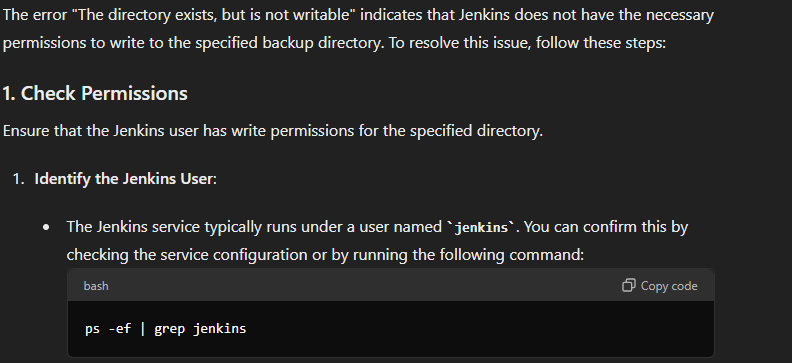 The error "The directory exists, but is not writable" indicates that Jenkins does not have the necessary
permissions to write to the specified backup directory. To resolve this issue, follow these steps:
1. Check Permissions
Ensure that the Jenkins user has write permissions for the specified directory.
1. Identify the Jenkins User:
• The Jenkins service typically runs under a user named `jenkins`. You can confirm this by
checking the service configuration or by running the following command:
bash Copy code
ps -ef | grep jenkins